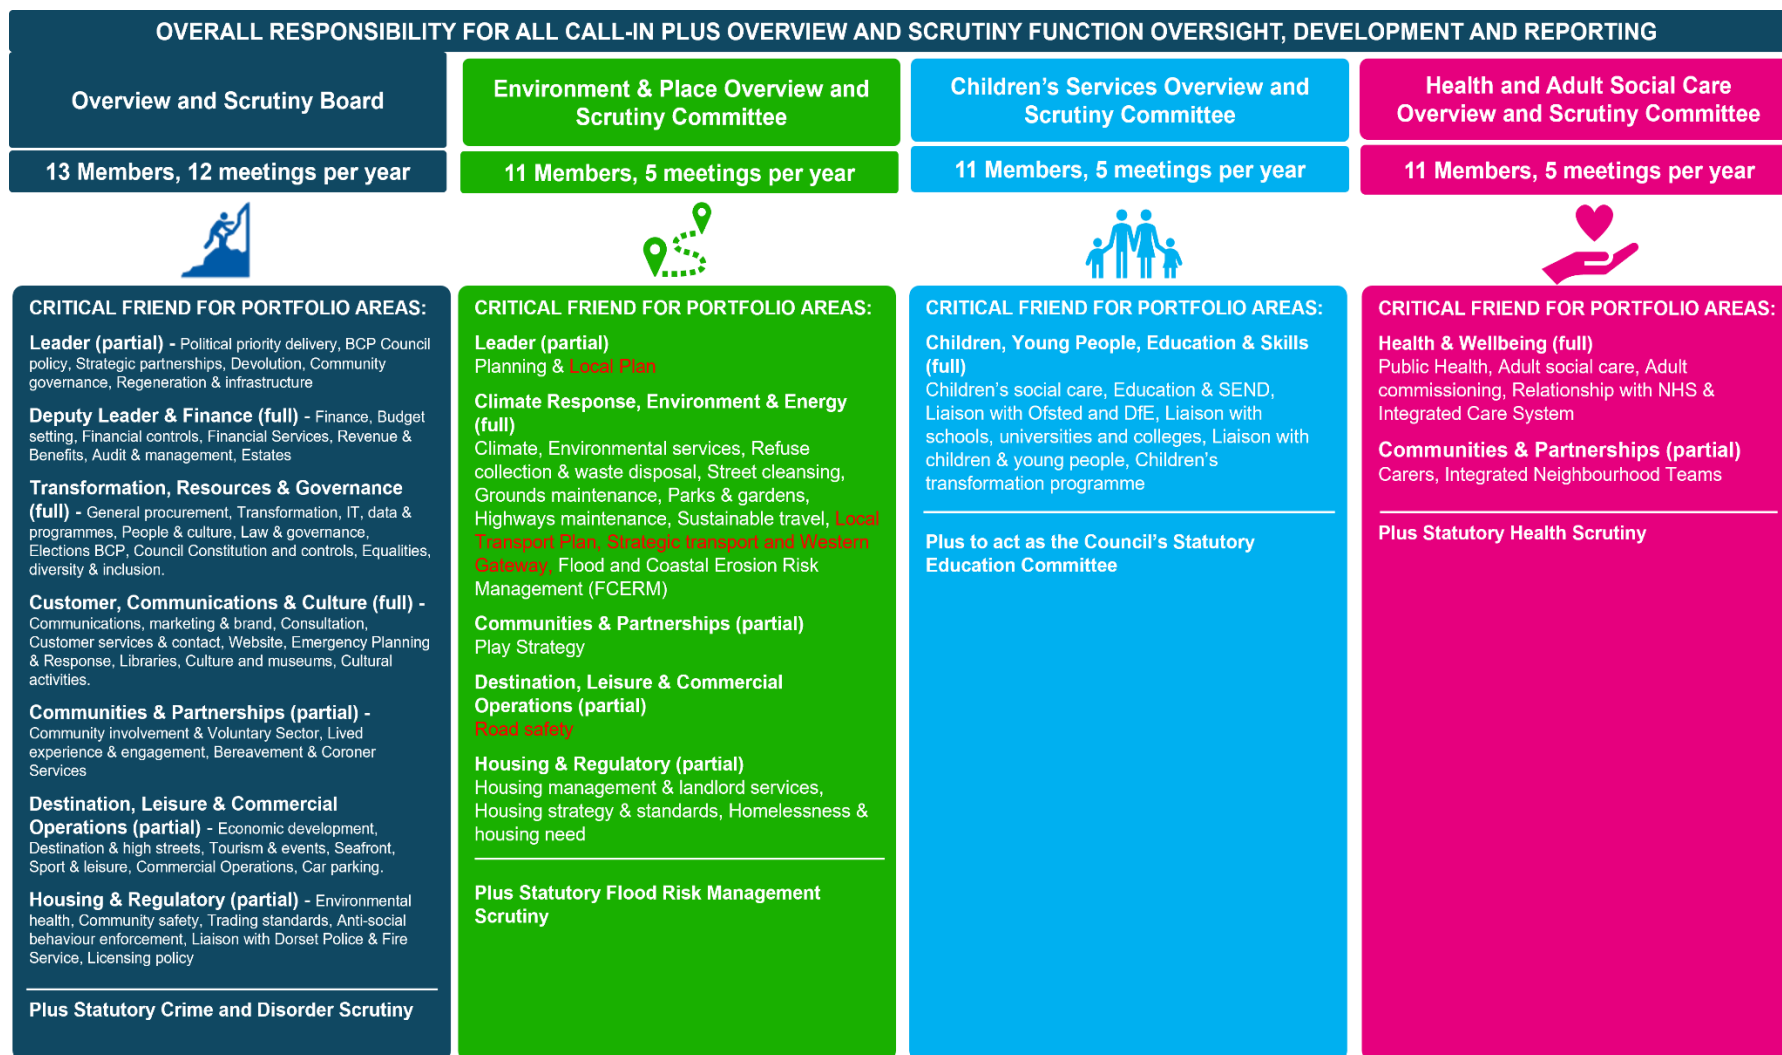 OVERALL RESPONSIBILITY FOR ALL CALL-IN PLUS OVERVIEW AND SCRUTINY FUNCTION OVERSIGHT, DEVELOPMENT AND REPORTING
Overview and Scrutiny Board
13 Members, 12 meetings per year
CRITICAL FRIEND FOR PORTFOLIO AREAS:
Leader (partial) - Political priority delivery, BCP Council
policy, Strategic partnerships, Devolution, Community
governance, Regeneration & infrastructure
Deputy Leader & Finance (full) - Finance, Budget
setting, Financial controls, Financial Services, Revenue &
Benefits, Audit & management, Estates
Transformation, Resources & Governance
(full) - General procurement, Transformation, IT, data &
programmes, People & culture, Law & governance,
Elections BCP, Council Constitution and controls, Equalities,
diversity & inclusion.
Customer, Communications & Culture (full) -
Communications, marketing & brand, Consultation,
Customer services & contact, Website, Emergency Planning
& Response, Libraries, Culture and museums, Cultural
activities.
Communities & Partnerships (partial) -
Community involvement & Voluntary Sector, Lived
experience & engagement, Bereavement & Coroner
Services
Destination, Leisure & Commercial
Operations (partial) - Economic development,
Destination & high streets, Tourism & events, Seafront,
Sport & leisure, Commercial Operations, Car parking.
Housing & Regulatory (partial) - Environmental
health, Community safety, Trading standards, Anti-social
behaviour enforcement, Liaison with Dorset Police & Fire
Service, Licensing policy
Plus Statutory Crime and Disorder Scrutiny
Environment & Place Overview and
Scrutiny Committee
11 Members, 5 meetings per year
CRITICAL FRIEND FOR PORTFOLIO AREAS:
Leader (partial)
Planning & Local Plan
Climate Response, Environment & Energy
(full)
Climate, Environmental services, Refuse
collection & waste disposal, Street cleansing,
Grounds maintenance, Parks & gardens,
Highways maintenance, Sustainable travel, Local
Transport Plan, Strategic transport and Western
Gateway, Flood and Coastal Erosion Risk
Management (FCERM)
Communities & Partnerships (partial)
Play Strategy
Destination, Leisure & Commercial
Operations (partial)
Road safety
Housing & Regulatory (partial)
Housing management & landlord services,
Housing strategy & standards, Homelessness &
housing need
Plus Statutory Flood Risk Management
Scrutiny
Children's Services Overview and
Scrutiny Committee
11 Members, 5 meetings per year
CRITICAL FRIEND FOR PORTFOLIO AREAS:
Children, Young People, Education & Skills
(full)
Children's social care, Education & SEND,
Liaison with Ofsted and DfE, Liaison with
schools, universities and colleges, Liaison with
children & young people, Children's
transformation programme
Plus to act as the Council's Statutory
Education Committee
Health and Adult Social Care
Overview and Scrutiny Committee
11 Members, 5 meetings per year
CRITICAL FRIEND FOR PORTFOLIO AREAS:
Health & Wellbeing (full)
Public Health, Adult social care, Adult
commissioning, Relationship with NHS &
Integrated Care System
Communities & Partnerships (partial)
Carers, Integrated Neighbourhood Teams
Plus Statutory Health Scrutiny